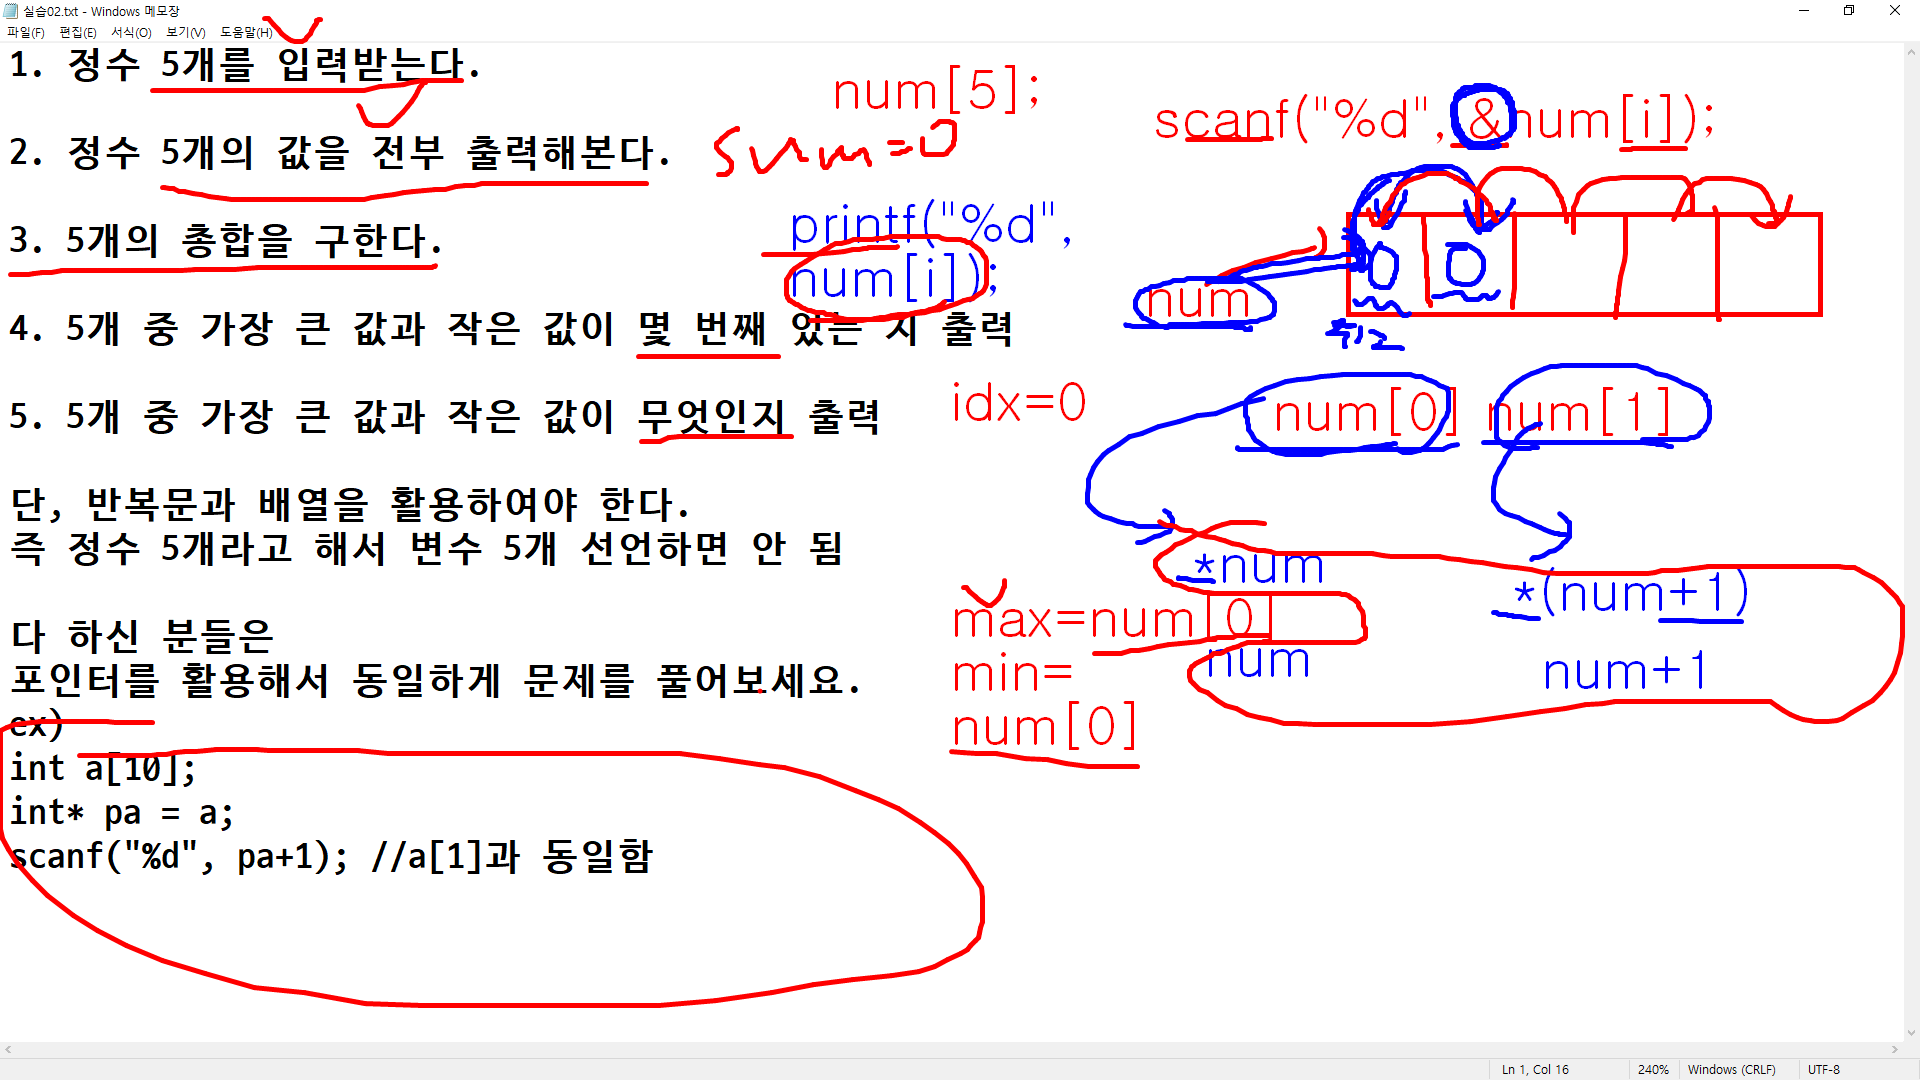 실습02.txt - Windows 메모장
파일(F) 편집(E) 서식(O) 보기(V) 도움말(H)
1. 정수 5개를 입력받는다.
2. 정수 5개의 값을 전부 출력해본다.
3. 5개의 총합을 구한다.
4. 5개 중 가장 큰 값과 작은 값이 몇 번째 있는 지 출력
5. 5개 중 가장 큰 값과 작은 값이 무엇인지 출력
단, 반복문과 배열을 활용하여야 한다.
즉 정수 5개라고 해서 변수 5개 선언하면 안 됨
다 하신 분들은
포인터를 활용해서 동일하게 문제를 풀어보세요.
ex)
int a[10];
int* pa = a;
scanf("%d", pa+1); //a[1]과 동일함
num[5];
sum=0
printf("%d",
num[i]);
scanf("%d", &num[i]);
num
0 0
주소
idx=0
num[0] num[1]
*num
*(num+1)
max=num[0]
min=
num[0]
num
num+1
Ln 1, Col 16 240% Windows (CRLF) UTF-8